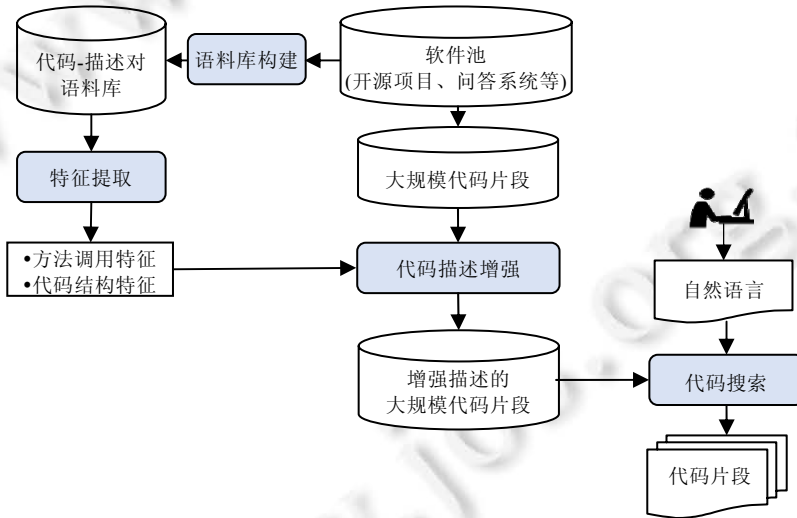 代码-描述对
语料库
语料库构建
软件池
(开源项目、问答系统等)
特征提取
大规模代码片段
•方法调用特征
•代码结构特征
代码描述增强
自然语言
增强描述的
大规模代码片段
代码搜索
代码片段